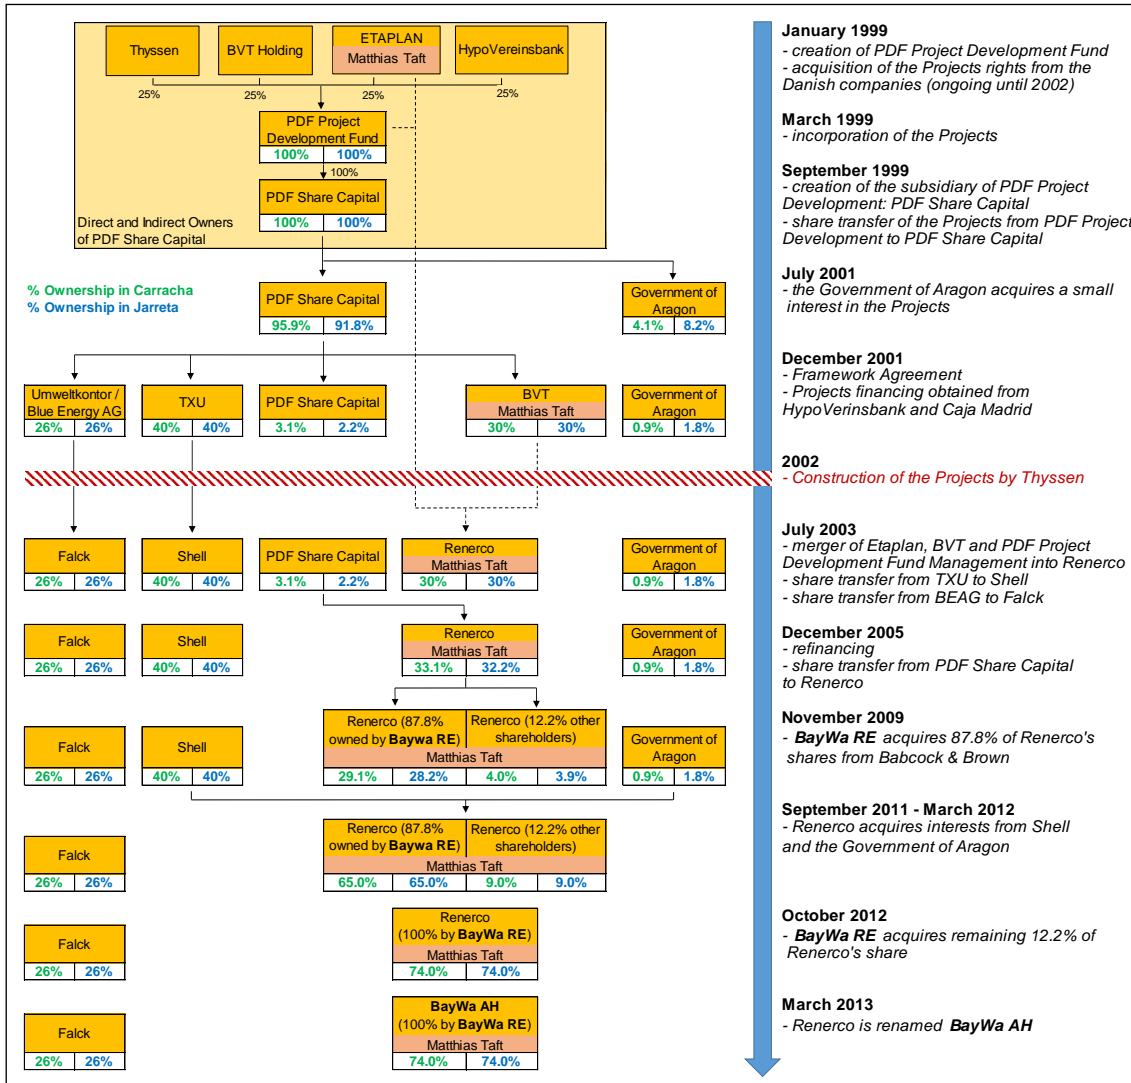 Thyssen
BVT Holding
ETAPLAN
Matthias Taft
HypoVereinsbank
25%
25%
25%
25%
PDF Project
Development Fund
100% 100%
100%
PDF Share Capital
100% 100%
Direct and Indirect Owners
of PDF Share Capital
% Ownership in Carracha
% Ownership in Jarreta
PDF Share Capital
95.9% 91.8%
Government of
Aragon
4.1% 8.2%
Umweltkontor /
Blue Energy AG
26% 26%
TXU
40% 40%
PDF Share Capital
3.1% 2.2%
BVT
Matthias Taft
30% 30%
Government of
Aragon
0.9% 1.8%
Falck
26% 26%
Shell
40% 40%
PDF Share Capital
3.1% 2.2%
Renerco
Matthias Taft
30% 30%
Government of
Aragon
0.9% 1.8%
Falck
26% 26%
Shell
40% 40%
Renerco
Matthias Taft
33.1% 32.2%
Government of
Aragon
0.9% 1.8%
Falck
26% 26%
Shell
40% 40%
Renerco (87.8%
owned by Baywa RE)
Renerco (12.2% other
shareholders)
Matthias Taft
29.1% 28.2% 4.0% 3.9%
Government of
Aragon
0.9% 1.8%
Falck
26% 26%
Renerco (87.8%
owned by Baywa RE)
Renerco (12.2% other
shareholders)
Matthias Taft
65.0% 65.0% 9.0% 9.0%
Falck
26% 26%
Renerco
(100% by BayWa RE)
Matthias Taft
74.0% 74.0%
Falck
26% 26%
BayWa AH
(100% by BayWa RE)
Matthias Taft
74.0% 74.0%
January 1999
- creation of PDF Project Development Fund
- acquisition of the Projects rights from the
Danish companies (ongoing until 2002)
March 1999
- incorporation of the Projects
September 1999
- creation of the subsidiary of PDF Project
Development: PDF Share Capital
- share transfer of the Projects from PDF Project
Development to PDF Share Capital
July 2001
- the Government of Aragon acquires a small
interest in the Projects
December 2001
- Framework Agreement
- Projects financing obtained from
HypoVerinsbank and Caja Madrid
2002
- Construction of the Projects by Thyssen
July 2003
- merger of Etaplan, BVT and PDF Project
Development Fund Management into Renerco
- share transfer from TXU to Shell
- share transfer from BEAG to Falck
December 2005
- refinancing
- share transfer from PDF Share Capital
to Renerco
November 2009
- BayWa RE acquires 87.8% of Renerco's
shares from Babcock & Brown
September 2011 - March 2012
- Renerco acquires interests from Shell
and the Government of Aragon
October 2012
- BayWa RE acquires remaining 12.2% of
Renerco's share
March 2013
- Renerco is renamed BayWa AH